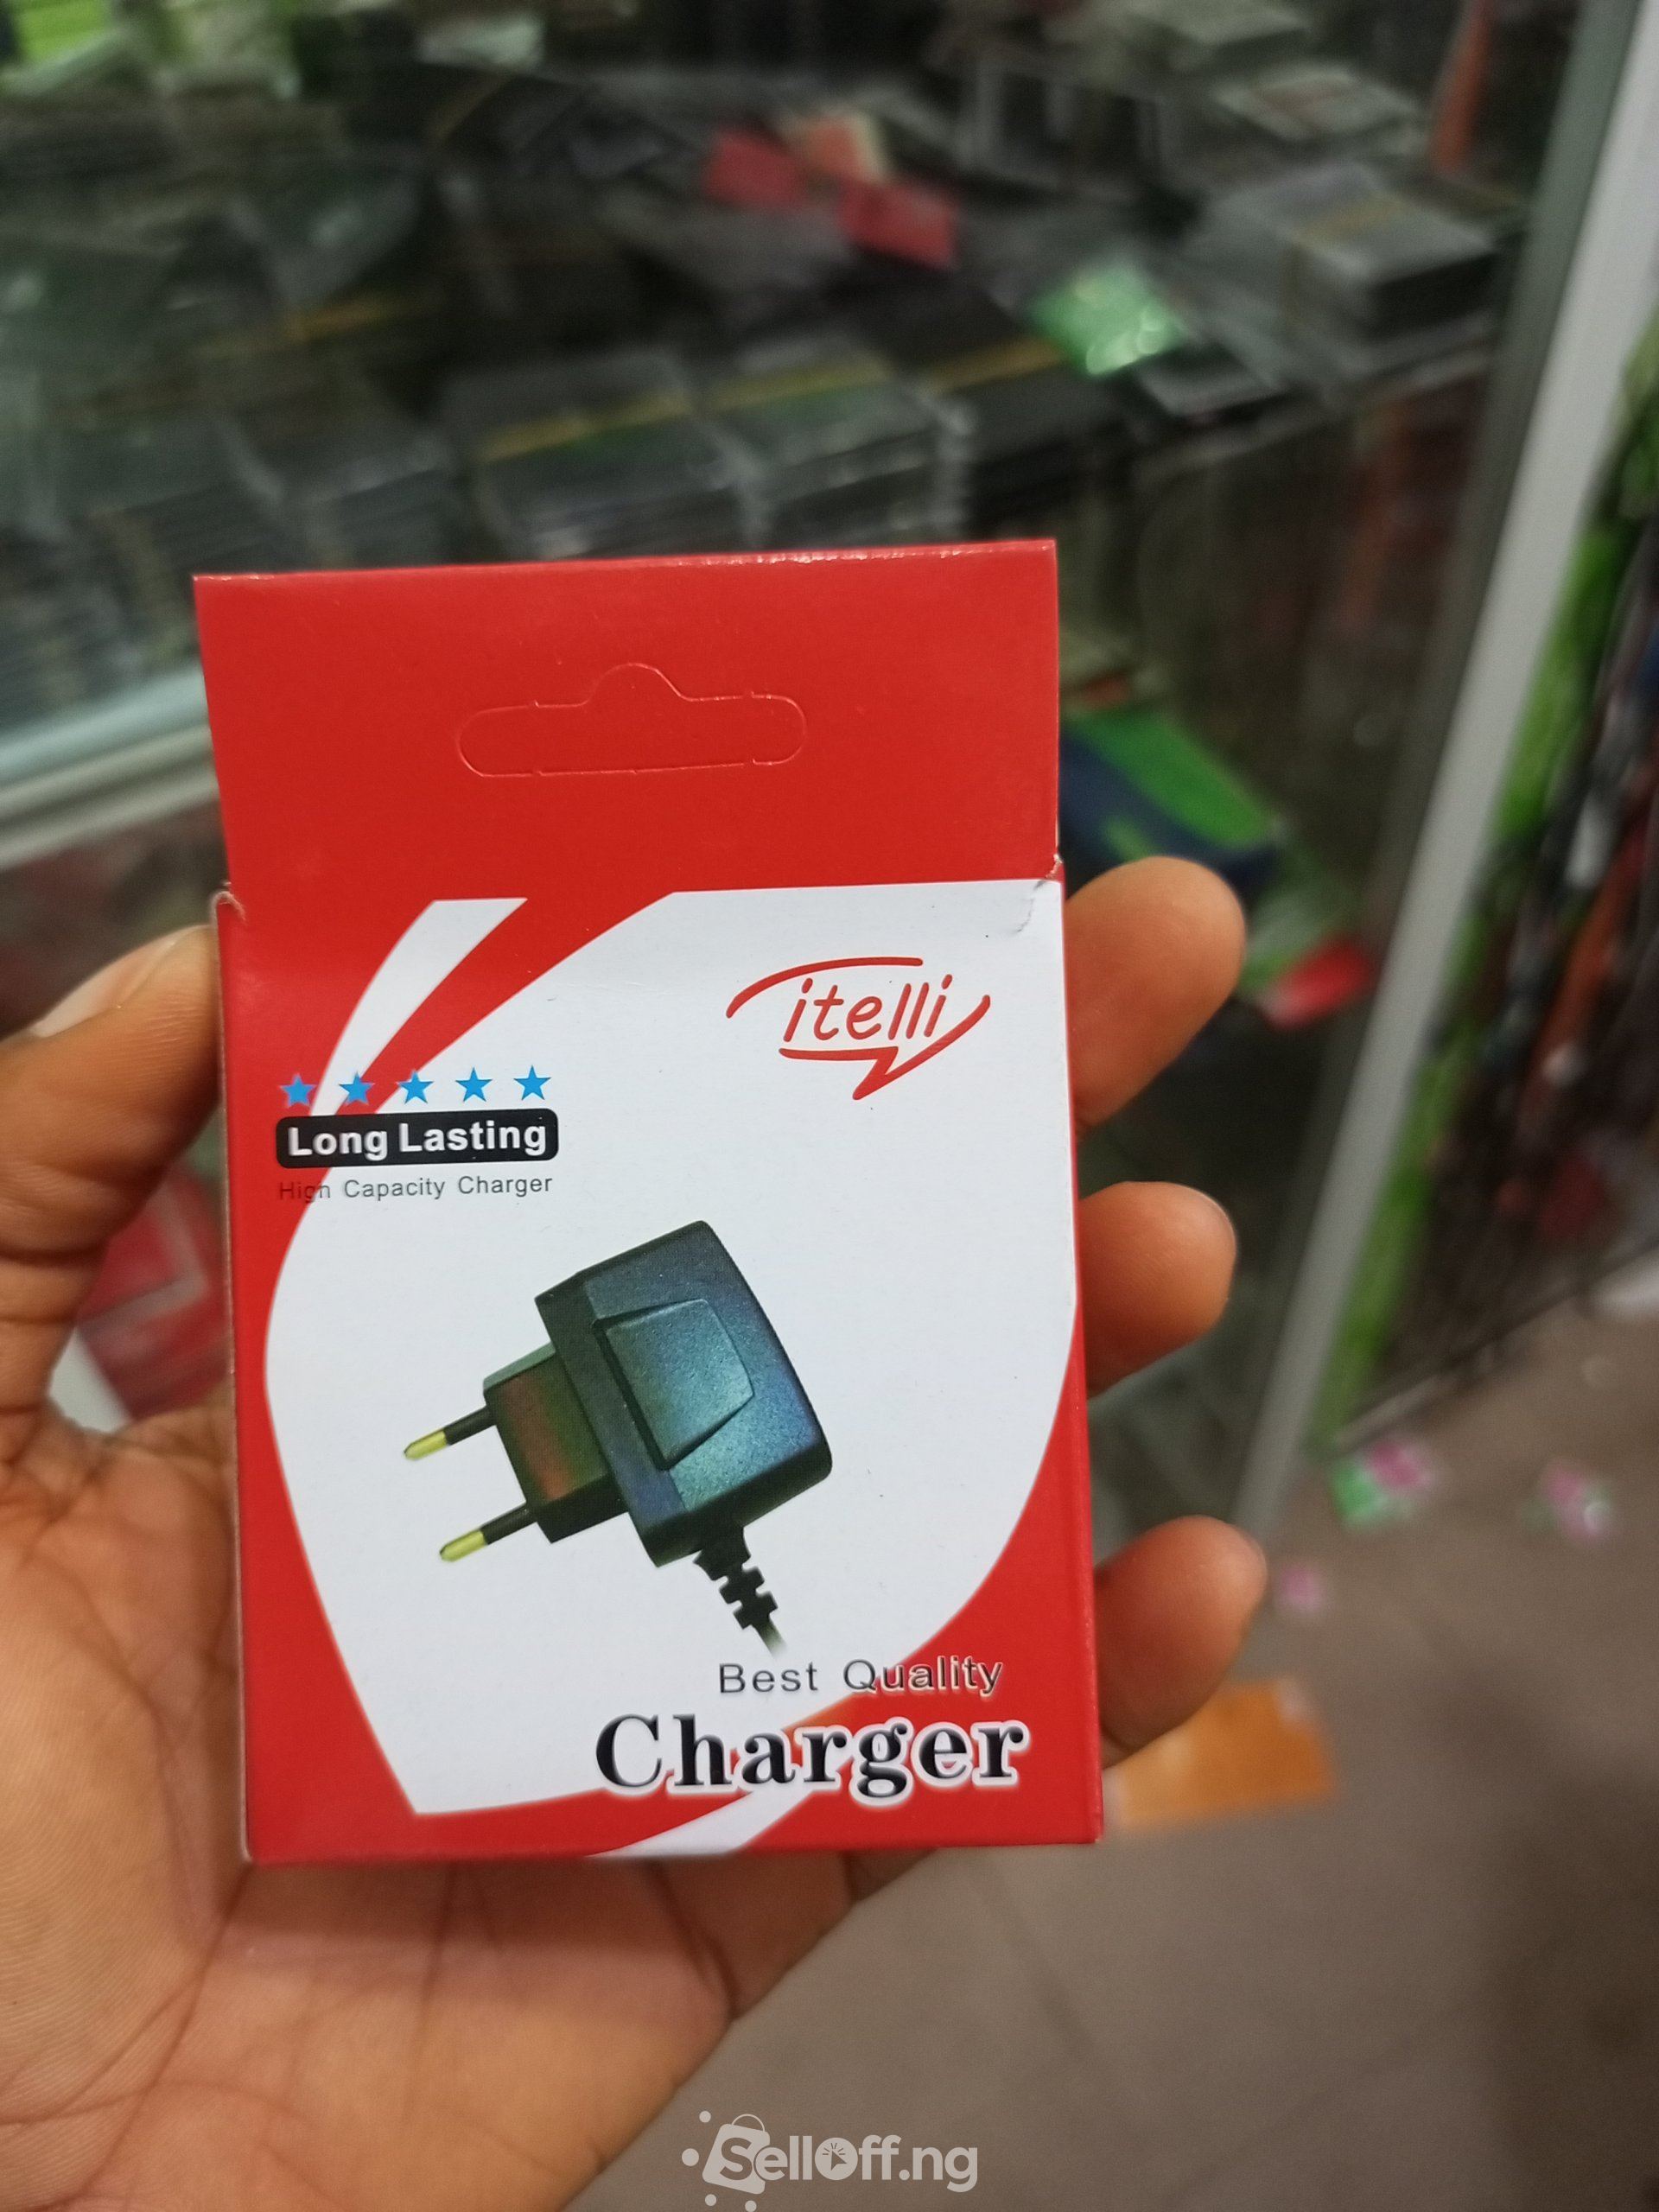 itelli
Long Lasting
High Capacity Charger
Best Quality
Charger
SellOff.ng